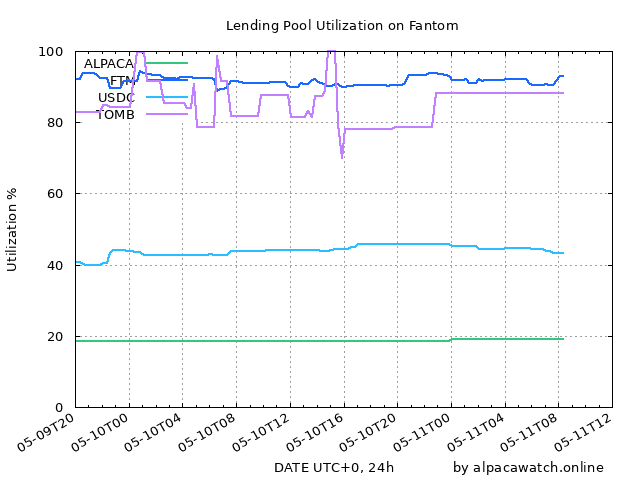 Lending Pool Utilization on Fantom
100
80
60
40
20
0
Utilization %
ALPACA
FTM
USDC
TOMB
05-09T20
05-10T00
05-10T04
05-10T08
05-10T12
05-10T16
05-10T20
05-11T00
05-11T04
05-11T08
05-11T12
DATE UTC+0, 24h
by alpacawatch.online